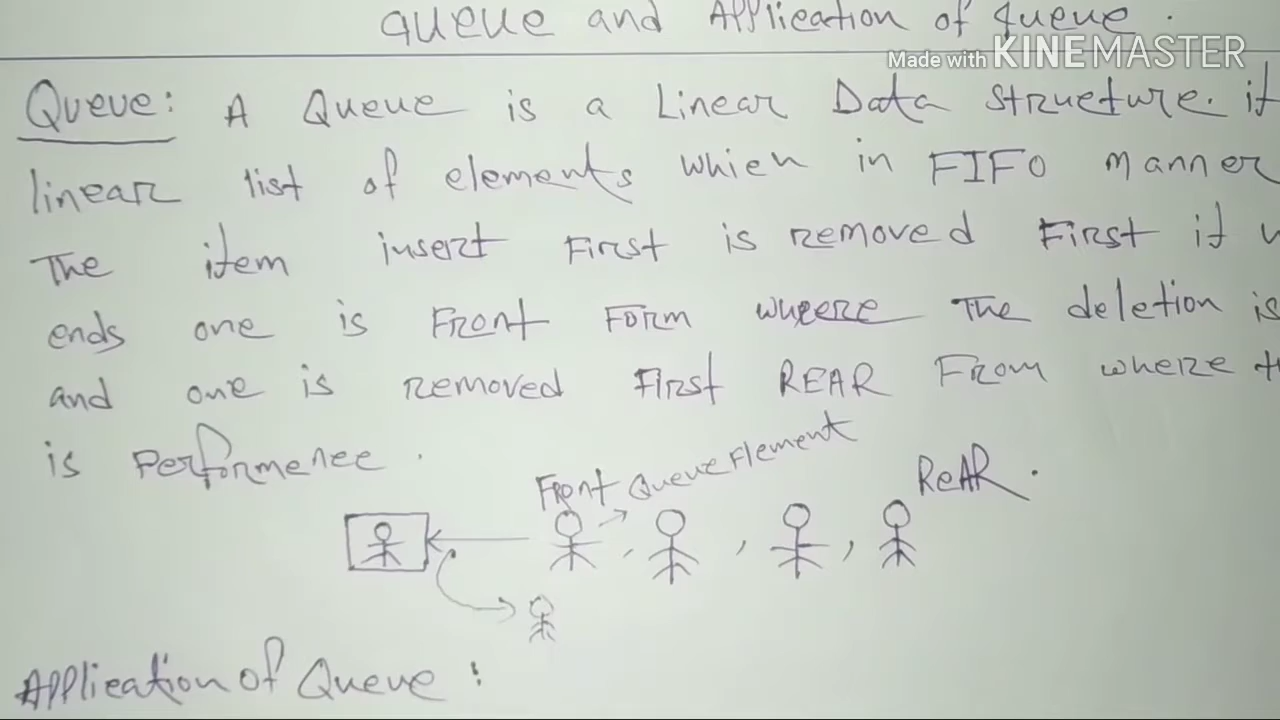 queue and Application of queue.
Made with KINEMASTER
Queue: A Queue is a Linear Data structure. it
linear list of elements which in FIFO manner
The item insert First is removed First it
ends one is Front Form where The deletion is
and one is removed First REAR From where
is Performence.
Front Queue Element ReAR.
Application of Queue: